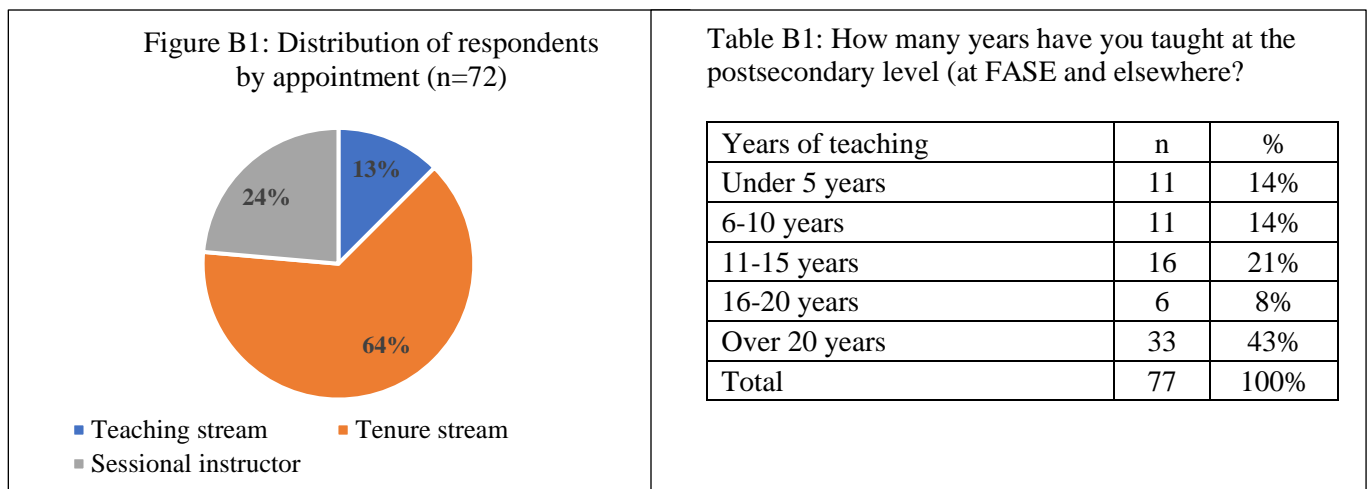 Figure B1: Distribution of respondents
by appointment (n=72)
13%
24%
64%
Teaching stream
Tenure stream
Sessional instructor
Table B1: How many years have you taught at the
postsecondary level (at FASE and elsewhere?
Years of teaching n %
Under 5 years 11 14%
6-10 years 11 14%
11-15 years 16 21%
16-20 years 6 8%
Over 20 years 33 43%
Total 77 100%